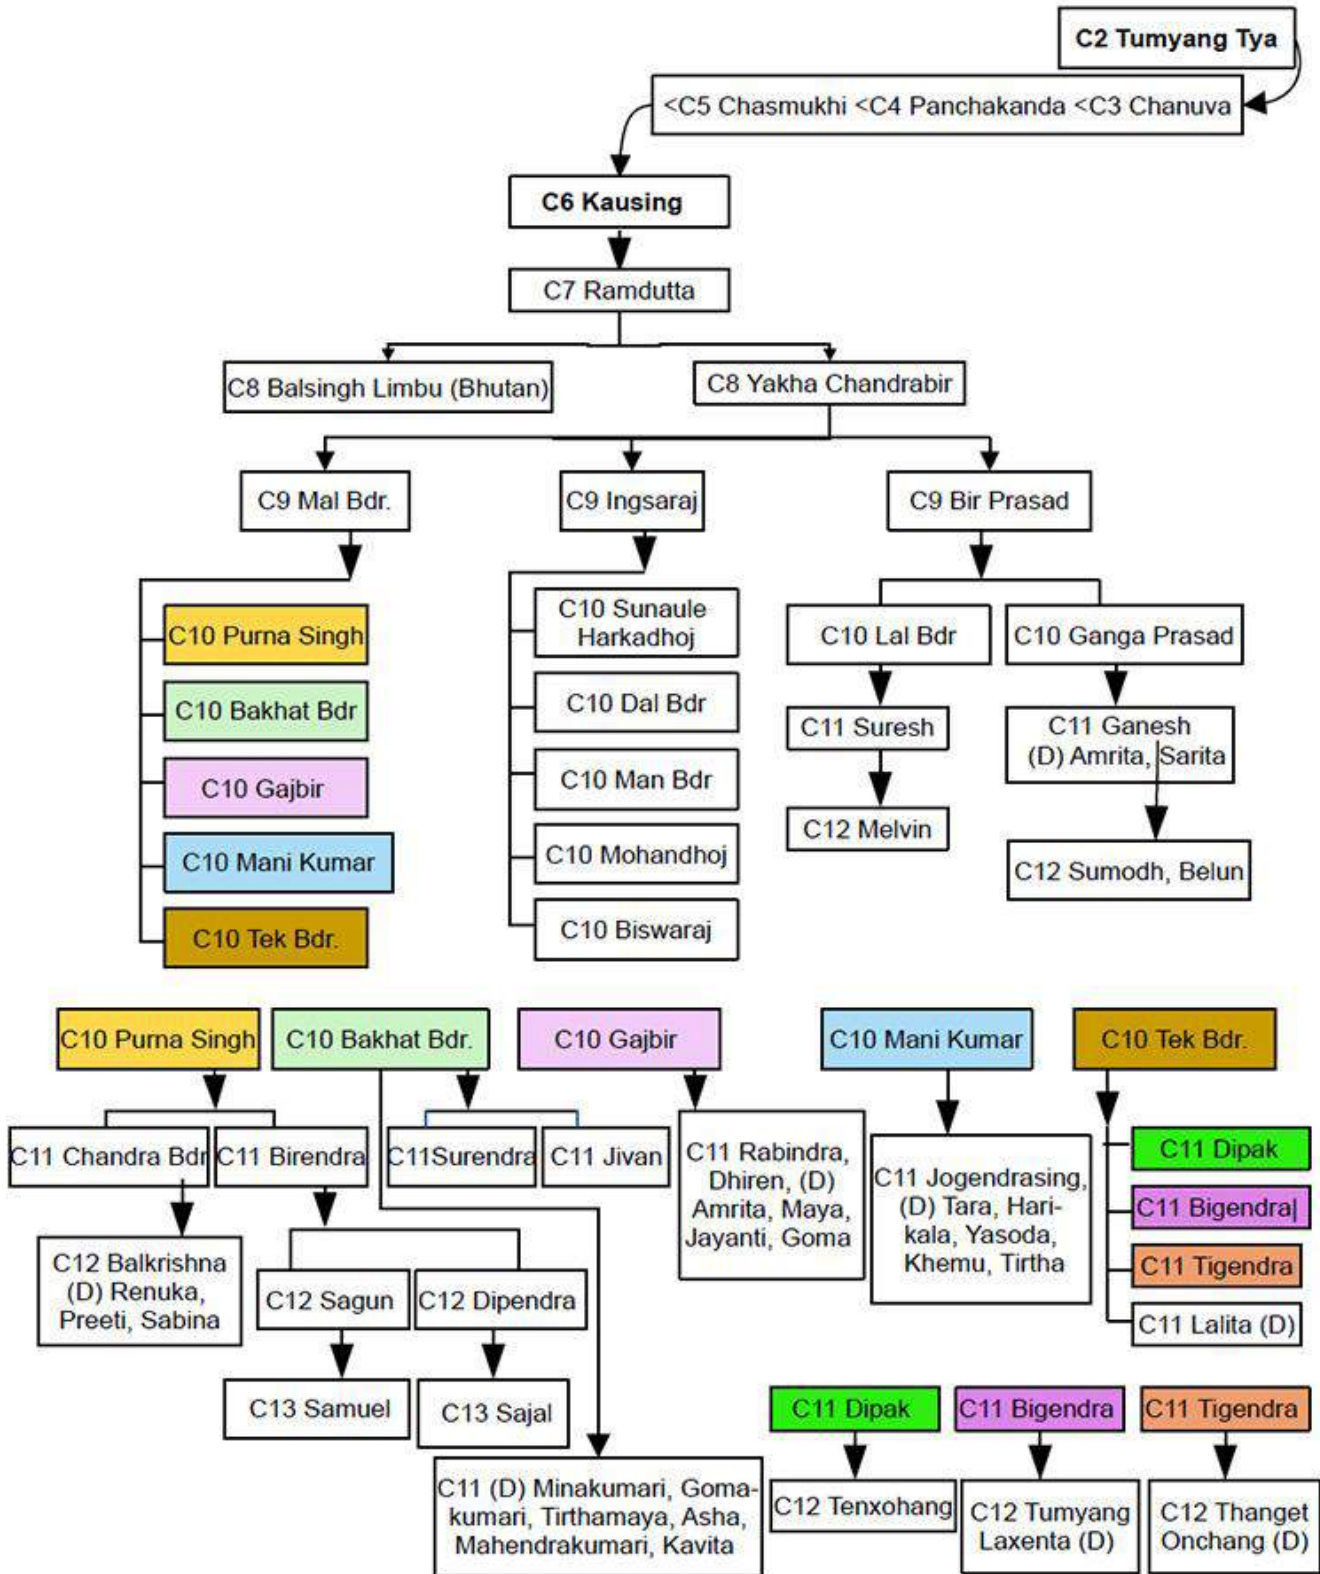 C2 Tumyang Tya
<C5 Chasmukhi <C4 Panchakanda <C3 Chanuva
C6 Kausing
C7 Ramdutta
C8 Balsingh Limbu (Bhutan)
C8 Yakha Chandrabir
C9 Mal Bdr.
C9 Ingsaraj
C9 Bir Prasad
C10 Purna Singh
C10 Bakhat Bdr
C10 Gajbir
C10 Mani Kumar
C10 Tek Bdr.
C10 Sunaule
Harkadhoj
C10 Dal Bdr
C10 Man Bdr
C10 Mohandhoj
C10 Biswaraj
C10 Lal Bdr
C11 Suresh
C12 Melvin
C10 Ganga Prasad
C11 Ganesh
(D) Amrita, Sarita
C12 Sumodh, Belun
C10 Purna Singh
C10 Bakhat Bdr.
C10 Gajbir
C10 Mani Kumar
C10 Tek Bdr.
C11 Chandra Bdr
C11 Birendra
C11Surendra
C11 Jivan
C11 Rabindra,
Dhiren, (D)
Amrita, Maya,
Jayanti, Goma
C11 Jogendrasing,
(D) Tara, Hari-
kala, Yasoda,
Khemu, Tirtha
C11 Dipak
C11 Bigendra|
C11 Tigendra
C11 Lalita (D)
C12 Balkrishna
(D) Renuka,
Preeti, Sabina
C12 Sagun
C12 Dipendra
C13 Samuel
C13 Sajal
C11 (D) Minakumari, Goma-
kumari, Tirthamaya, Asha,
Mahendrakumari, Kavita
C11 Dipak
C11 Bigendra
C11 Tigendra
C12 Tenxohang
C12 Tumyang
Laxenta (D)
C12 Thanget
Onchang (D)